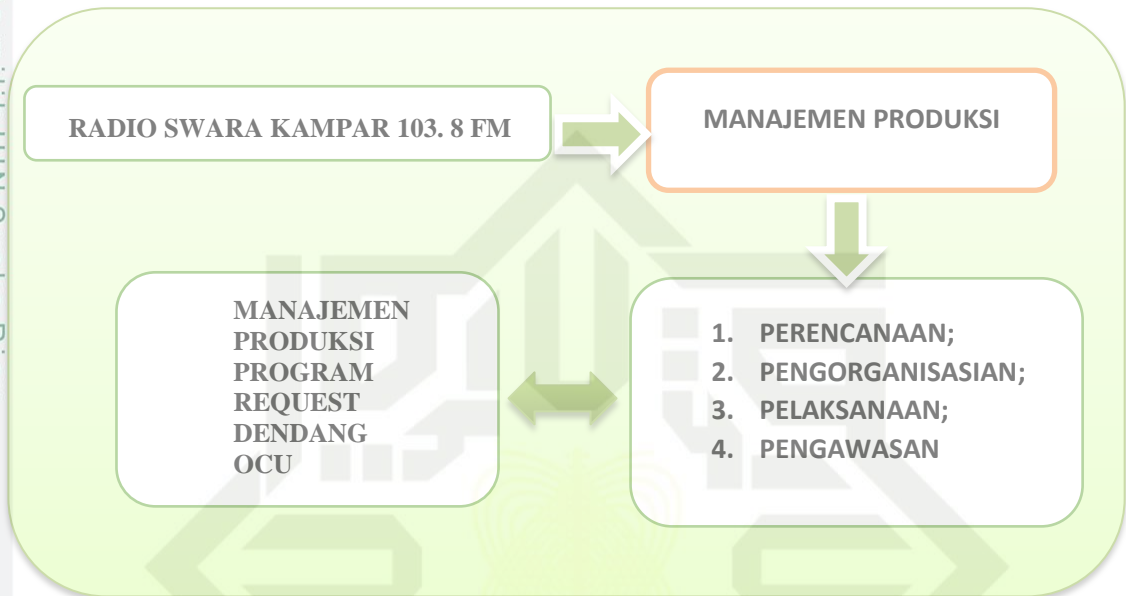 RADIO SWARA KAMPAR 103. 8 FM
MANAJEMEN PRODUKSI
MANAJEMEN
PRODUKSI
PROGRAM
REQUEST
DENDANG
OCU
1. PERENCANAAN;
2. PENGORGANISASIAN;
3. PELAKSANAAN;
4. PENGAWASAN